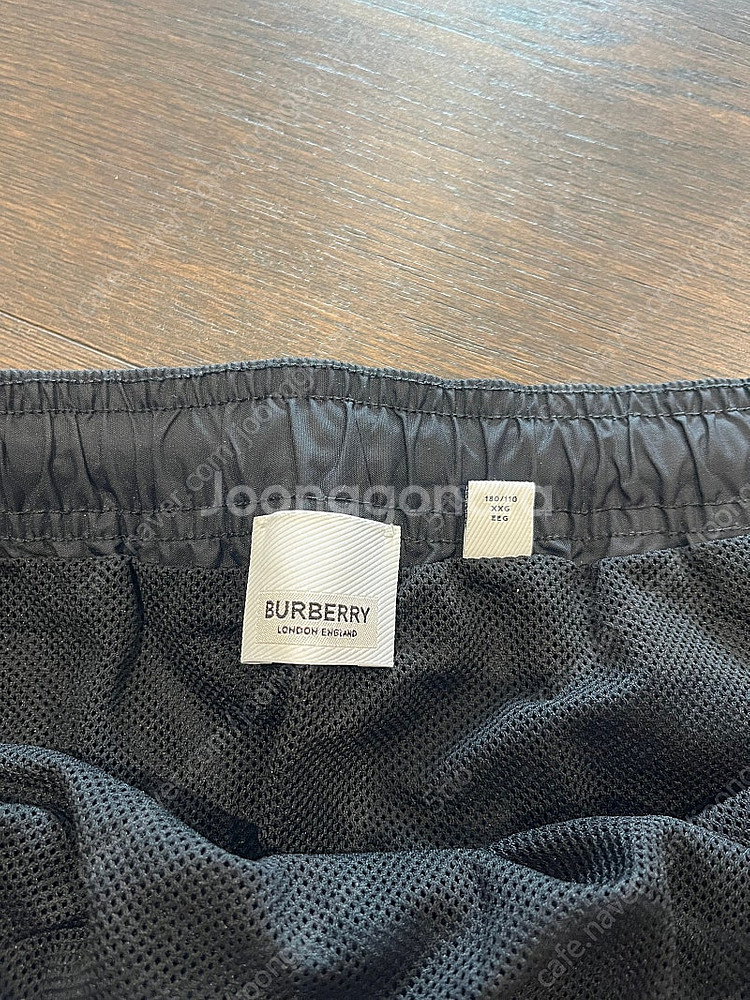 Joonggonara
180/110
XXG
EEG
BURBERRY
LONDON ENGLAND